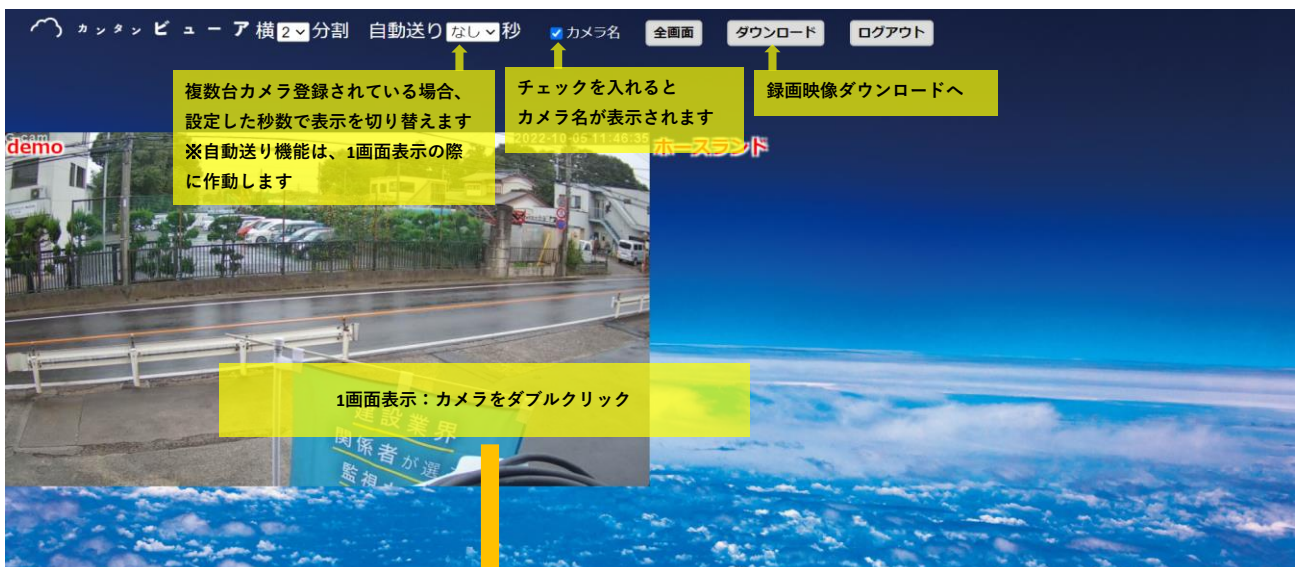 カンタンビューア 横 2 分割 自動送り なし 秒 カメラ名 全画面 ダウンロード ログアウト
複数台カメラ登録されている場合、
設定した秒数で表示を切り替えます
※自動送り機能は、1画面表示の際
に作動します
チェックを入れると
カメラ名が表示されます
録画映像ダウンロードへ
G-cam
demo
2022-10-05 11:46:35
ホースランド
1画面表示：カメラをダブルクリック
建設業界
関係者が選
監視カ